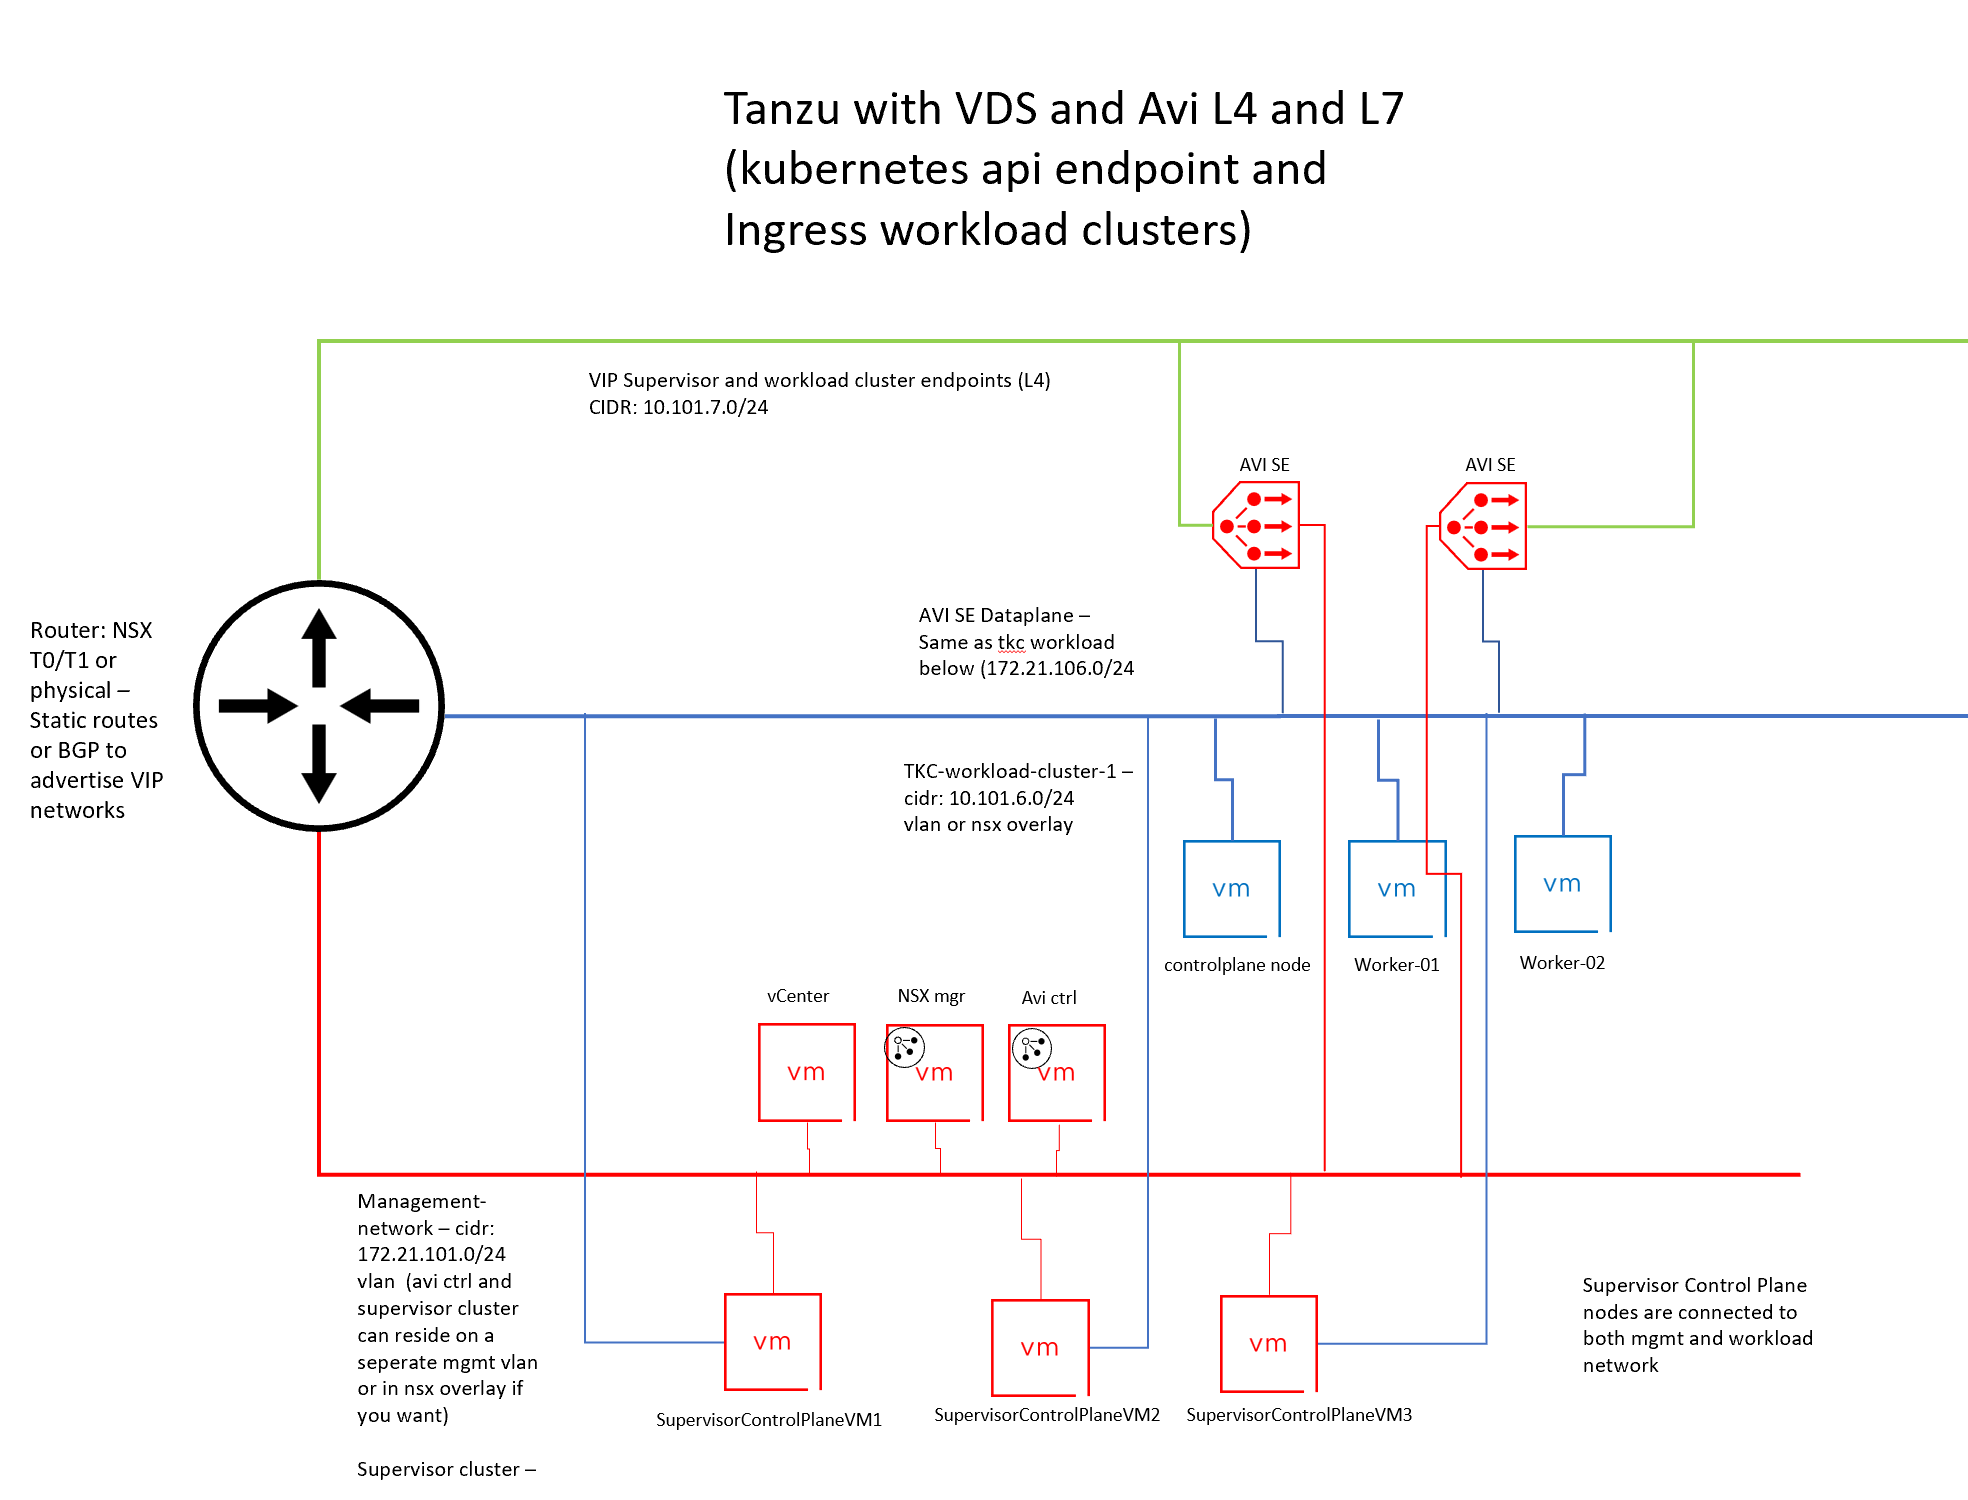 Tanzu with VDS and Avi L4 and L7
(kubernetes api endpoint and
Ingress workload clusters)
VIP Supervisor and workload cluster endpoints (L4)
CIDR: 10.101.7.0/24
AVI SE
AVI SE
Router: NSX
T0/T1 or
physical –
Static routes
or BGP to
advertise VIP
networks
AVI SE Dataplane –
Same as tkc workload
below (172.21.106.0/24
TKC-workload-cluster-1 –
cidr: 10.101.6.0/24
vlan or nsx overlay
vm
vm
vm
controlplane node
Worker-01
Worker-02
vCenter
NSX mgr
Avi ctrl
vm
vm
vm
Management-
network – cidr:
172.21.101.0/24
vlan  (avi ctrl and
supervisor cluster
can reside on a
seperate mgmt vlan
or in nsx overlay if
you want)
Supervisor cluster –
vm
vm
vm
SupervisorControlPlaneVM1
SupervisorControlPlaneVM2
SupervisorControlPlaneVM3
Supervisor Control Plane
nodes are connected to
both mgmt and workload
network